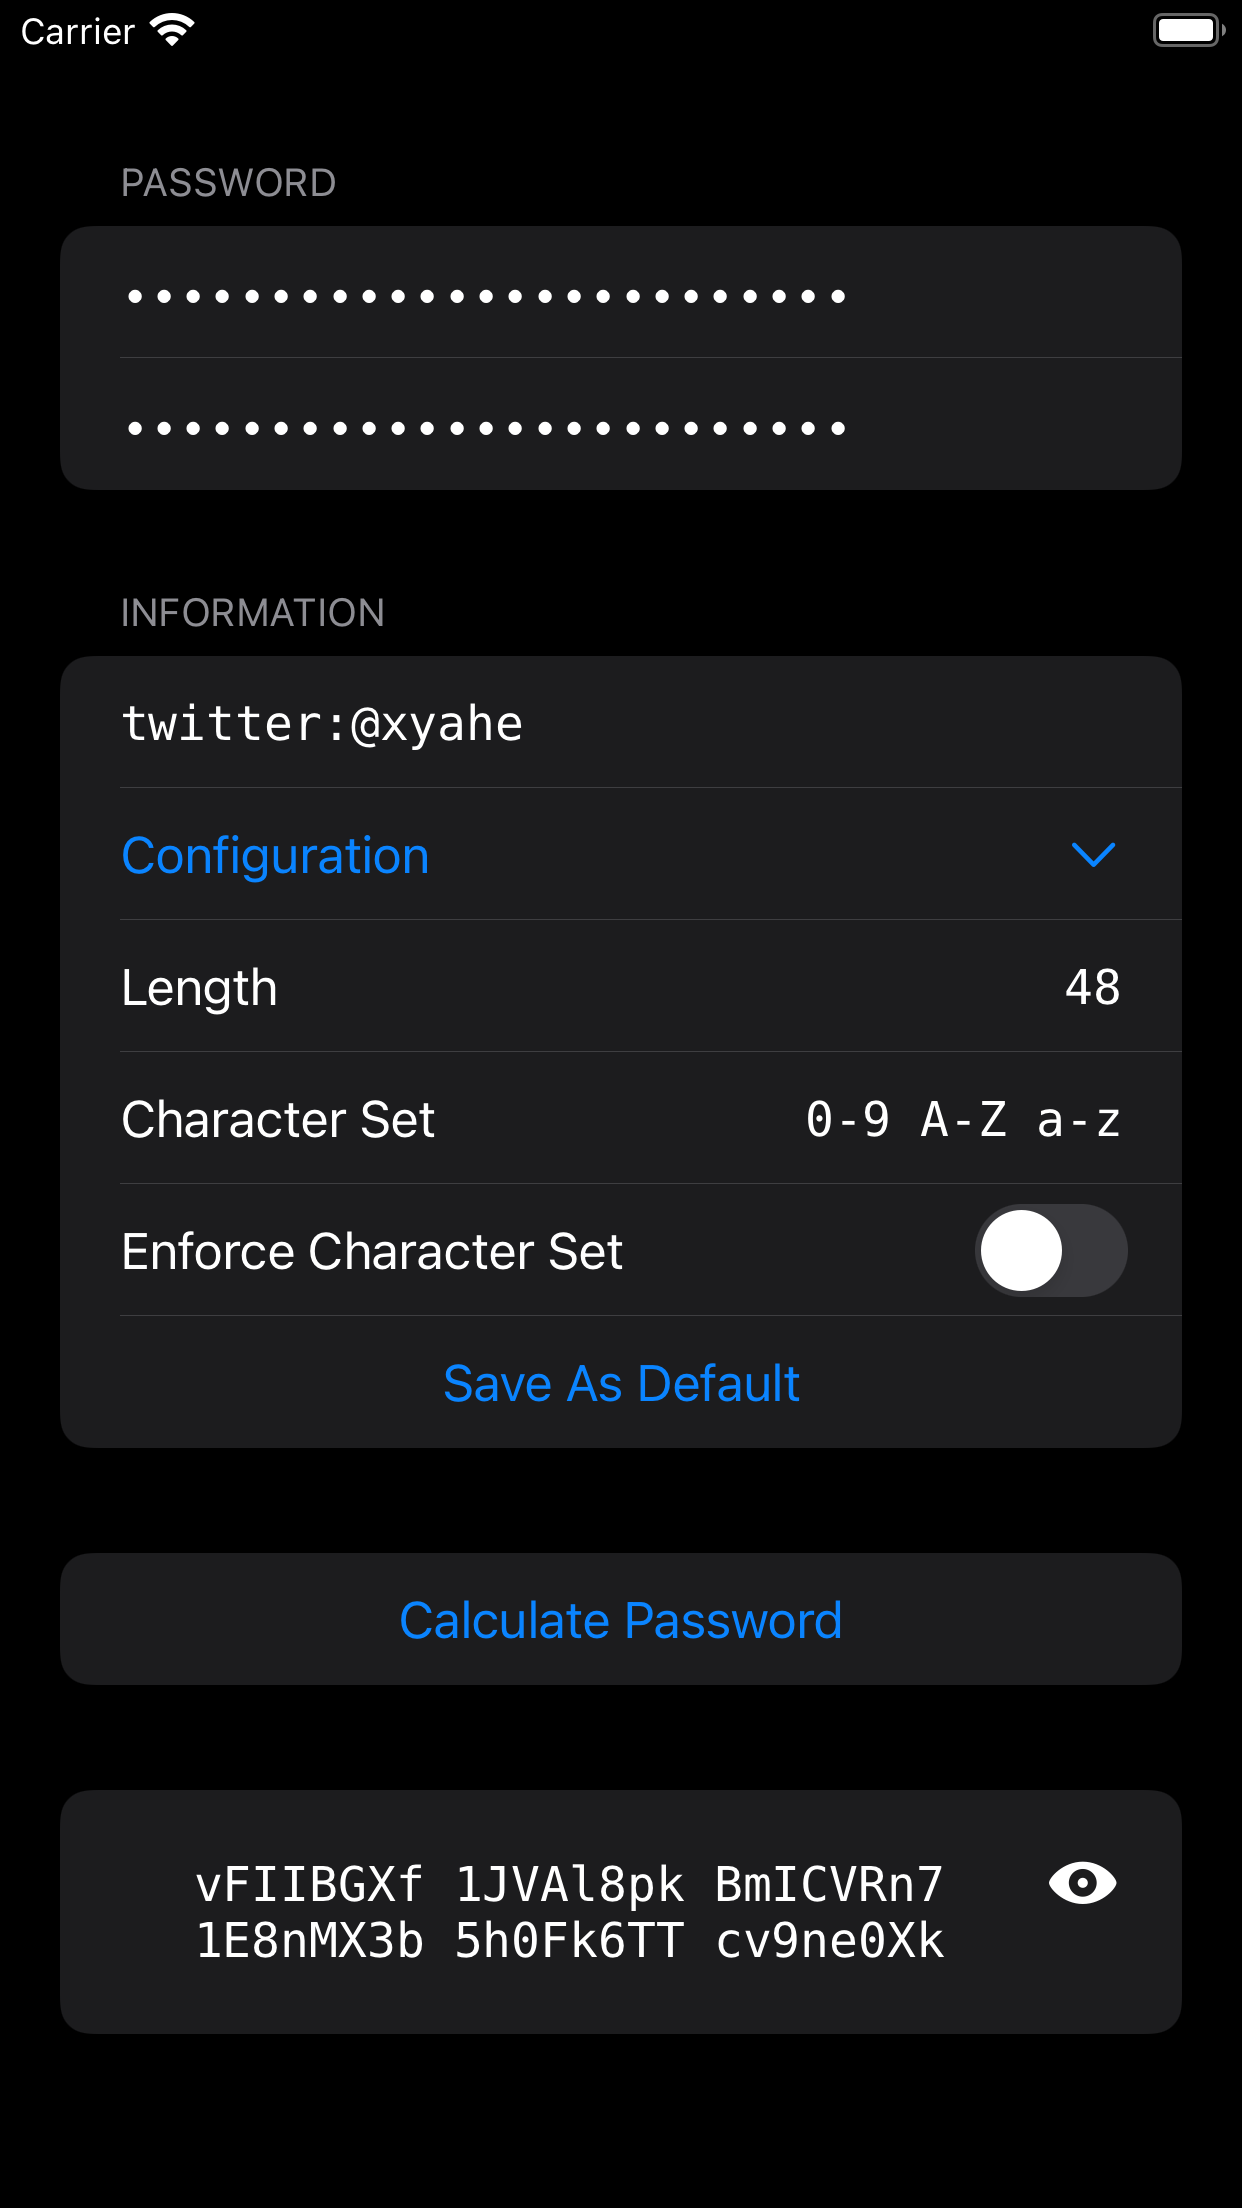 Carrier
PASSWORD
•••••••••••••••••••••••••
•••••••••••••••••••••••••
INFORMATION
twitter:@xyahe
Configuration
Length 48
Character Set 0-9 A-Z a-z
Enforce Character Set
Save As Default
Calculate Password
vFIIBGXf 1JVAl8pk BmICVRn7
1E8nMX3b 5h0Fk6TT cv9ne0Xk